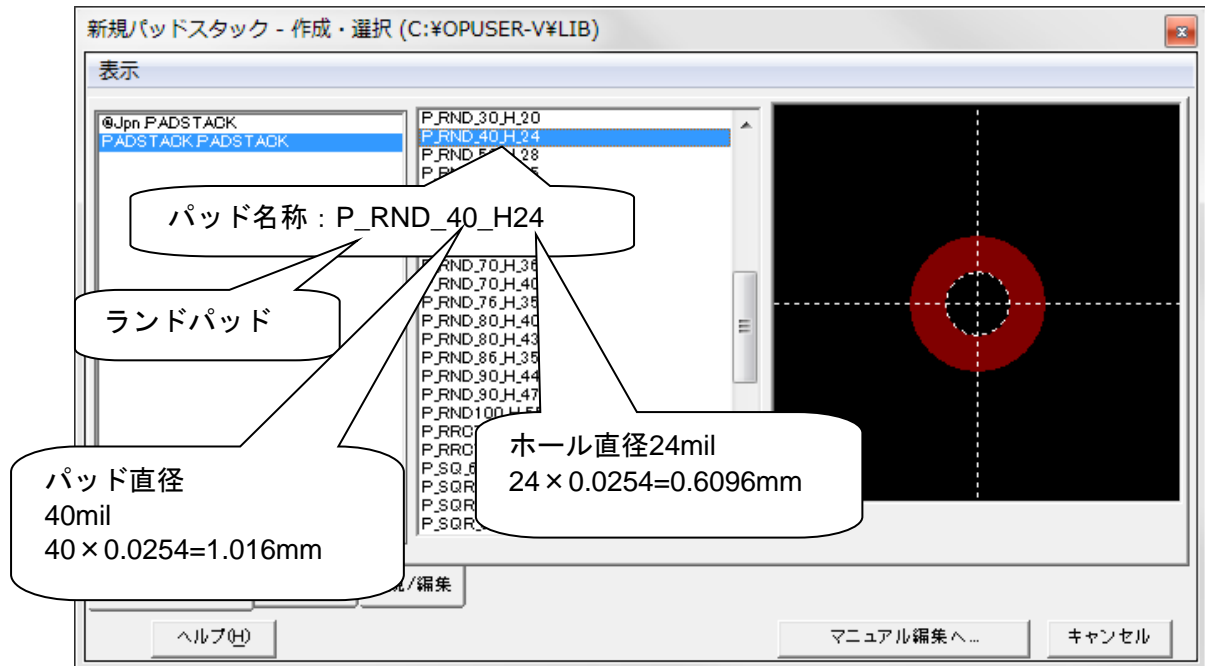 新規パッドスタック - 作成・選択 (C:¥OPUSER-V¥LIB)
表示
@Jpn.PADSTACK
PADSTACK.PADSTACK
P_RND_30_H_20
P_RND_40_H_24
パッド名称：P_RND_40_H24
ランドパッド
P_RND_70_H_36
P_RND_70_H_40
P_RND_76_H_35
P_RND_80_H_40
P_RND_80_H_43
P_RND_86_H_35
P_RND_90_H_44
P_RND_90_H_47
ホール直径24mil
24×0.0254=0.6096mm
パッド直径
40mil
40×0.0254=1.016mm
/編集
ヘルプ(H)
マニュアル編集へ...
キャンセル